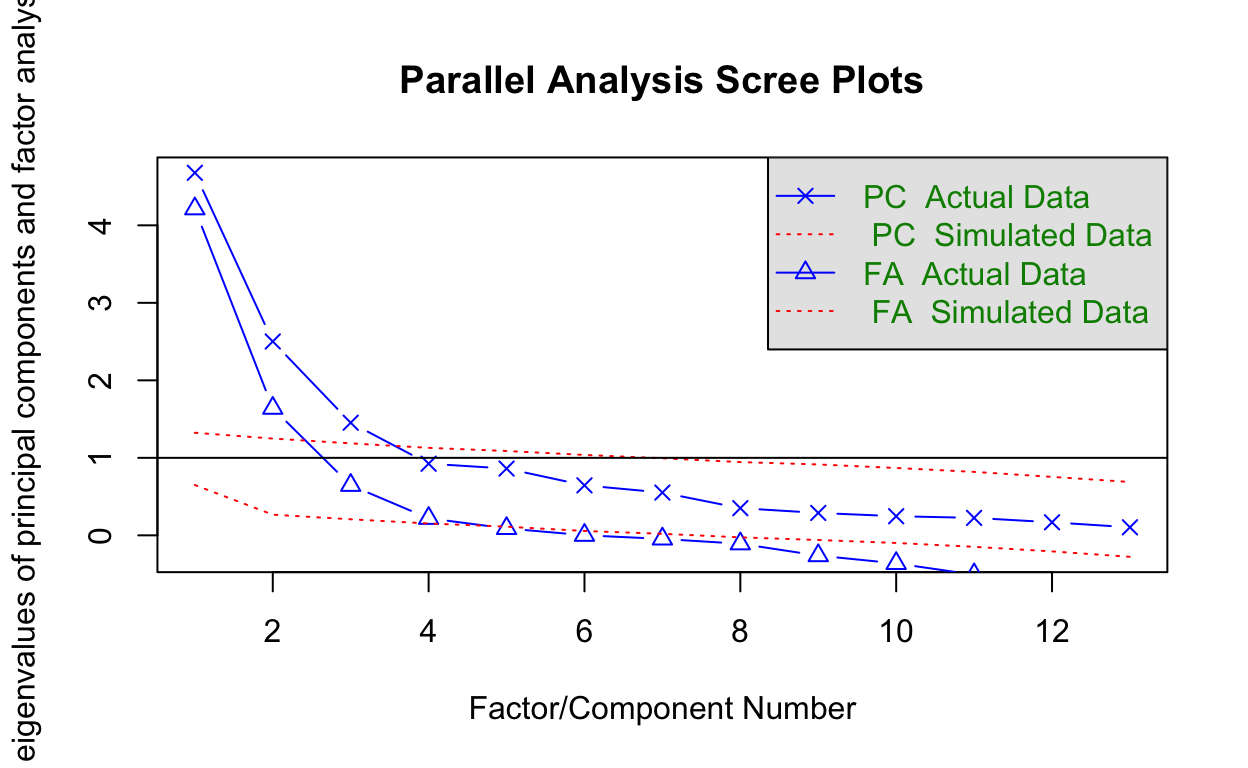 Parallel Analysis Scree Plots
eigenvalues of principal components and factor analys
4
3
2
1
0
PC Actual Data
PC Simulated Data
FA Actual Data
FA Simulated Data
2 4 6 8 10 12
Factor/Component Number